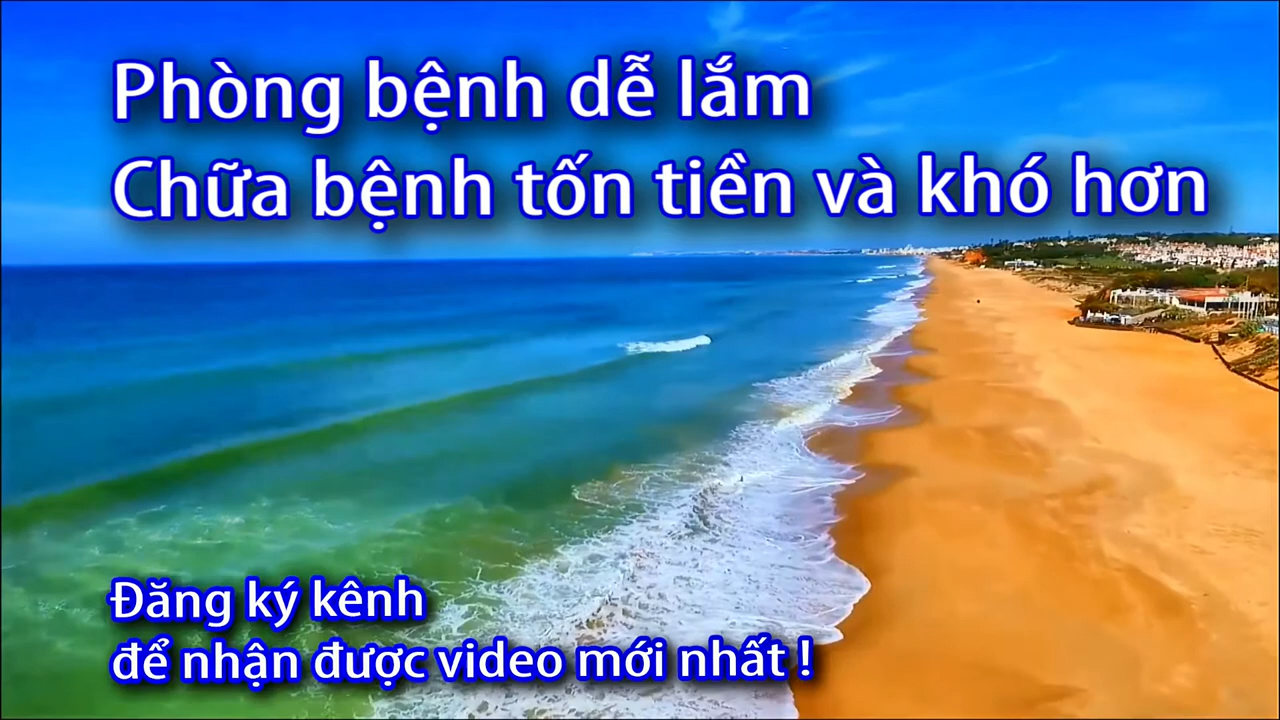 Phòng bệnh dễ lắm
Chữa bệnh tốn tiền và khó hơn
Đăng ký kênh
để nhận được video mới nhất !